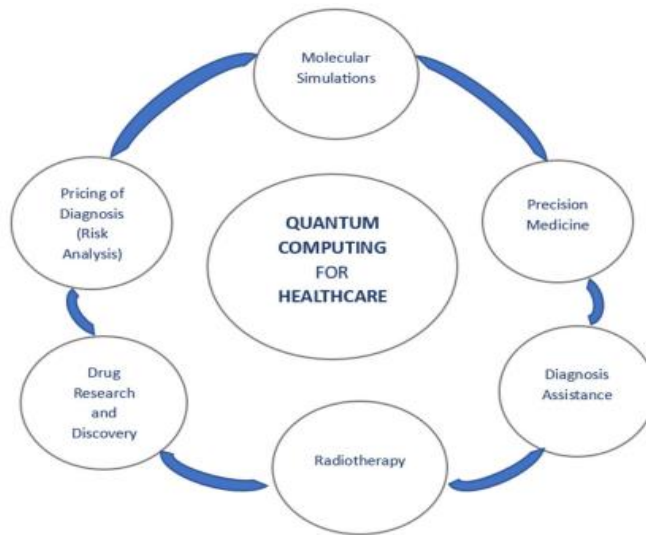 Molecular
Simulations
Precision
Medicine
Diagnosis
Assistance
Radiotherapy
Drug
Research
and
Discovery
Pricing of
Diagnosis
(Risk
Analysis)
QUANTUM
COMPUTING
FOR
HEALTHCARE